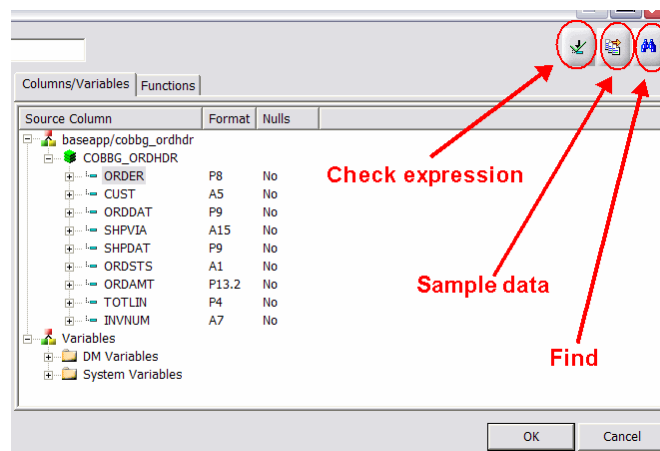 Columns/Variables Functions
Source Column Format Nulls
baseapp/cobbg_ordhdr
COBBG_ORDHDR
ORDER P8 No
CUST A5 No
ORDDAT P9 No
SHPVIA A15 No
SHPDAT P9 No
ORDSTS A1 No
ORDAMT P13.2 No
TOTLIN P4 No
INVNUM A7 No
Variables
DM Variables
System Variables
Check expression
Sample data
Find
OK Cancel